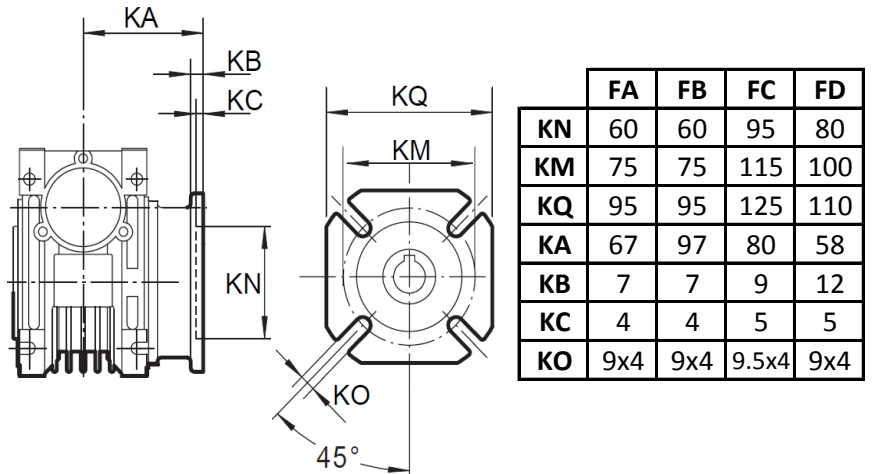 KA
KB
KC
KQ
KM
KN
KO
45°
FA FB FC FD
KN 60 60 95 80
KM 75 75 115 100
KQ 95 95 125 110
KA 67 97 80 58
KB 7 7 9 12
KC 4 4 5 5
KO 9x4 9x4 9.5x4 9x4